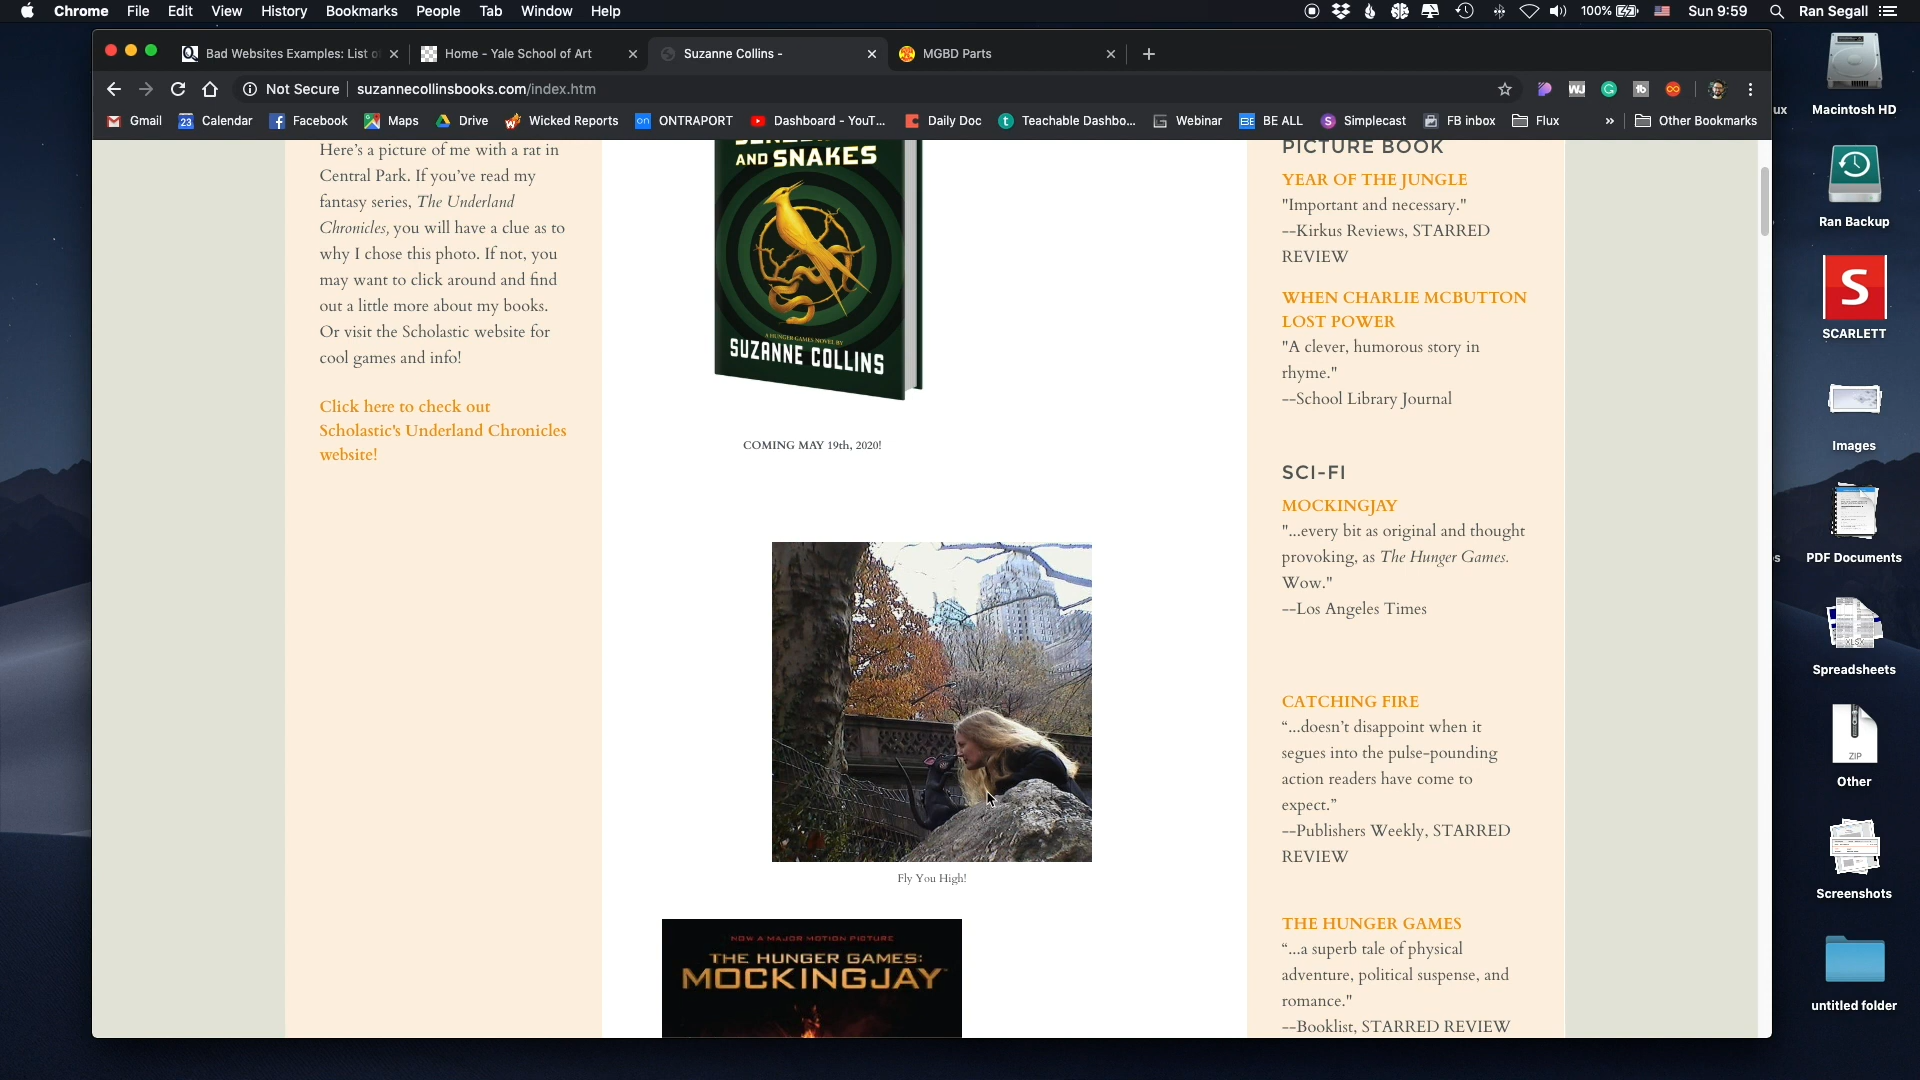 Chrome File Edit View History Bookmarks People Tab Window Help
100% Sun 9:59 Ran Segall
Bad Websites Examples: List o
Home - Yale School of Art
Suzanne Collins -
MGBD Parts
Not Secure suzannecollinsbooks.com/index.htm
Gmail Calendar Facebook Maps Drive Wicked Reports ONTRAPORT Dashboard - YouT... Daily Doc Teachable Dashbo... Webinar BE ALL Simplecast FB inbox Flux » Other Bookmarks
Here's a picture of me with a rat in
Central Park. If you've read my
fantasy series, The Underland
Chronicles, you will have a clue as to
why I chose this photo. If not, you
may want to click around and find
out a little more about my books.
Or visit the Scholastic website for
cool games and info!
Click here to check out
Scholastic's Underland Chronicles
website!
AND SNAKES
A HUNGER GAMES NOVEL BY
SUZANNE COLLINS
COMING MAY 19th, 2020!
Fly You High!
NOW A MAJOR MOTION PICTURE
THE HUNGER GAMES:
MOCKINGJAY
PICTURE BOOK
YEAR OF THE JUNGLE
"Important and necessary."
--Kirkus Reviews, STARRED
REVIEW
WHEN CHARLIE MCBUTTON
LOST POWER
"A clever, humorous story in
rhyme."
--School Library Journal
SCI-FI
MOCKINGJAY
"...every bit as original and thought
provoking, as The Hunger Games.
Wow."
--Los Angeles Times
CATCHING FIRE
“...doesn't disappoint when it
segues into the pulse-pounding
action readers have come to
expect.”
--Publishers Weekly, STARRED
REVIEW
THE HUNGER GAMES
“...a superb tale of physical
adventure, political suspense, and
romance."
--Booklist, STARRED REVIEW
Macintosh HD
ux
Ran Backup
S
SCARLETT
Images
PDF Documents
XLSX
Spreadsheets
ZIP
Other
Screenshots
untitled folder